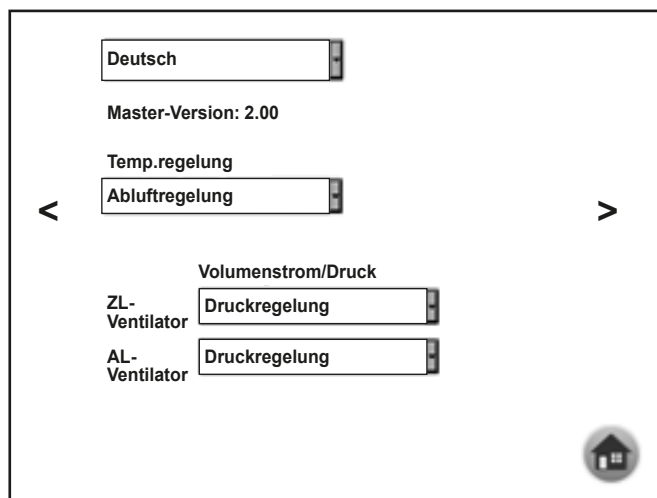 Deutsch
Master-Version: 2.00
Temp.regelung
Abluftregelung
< >
Volumenstrom/Druck
ZL-
Ventilator
Druckregelung
AL-
Ventilator
Druckregelung